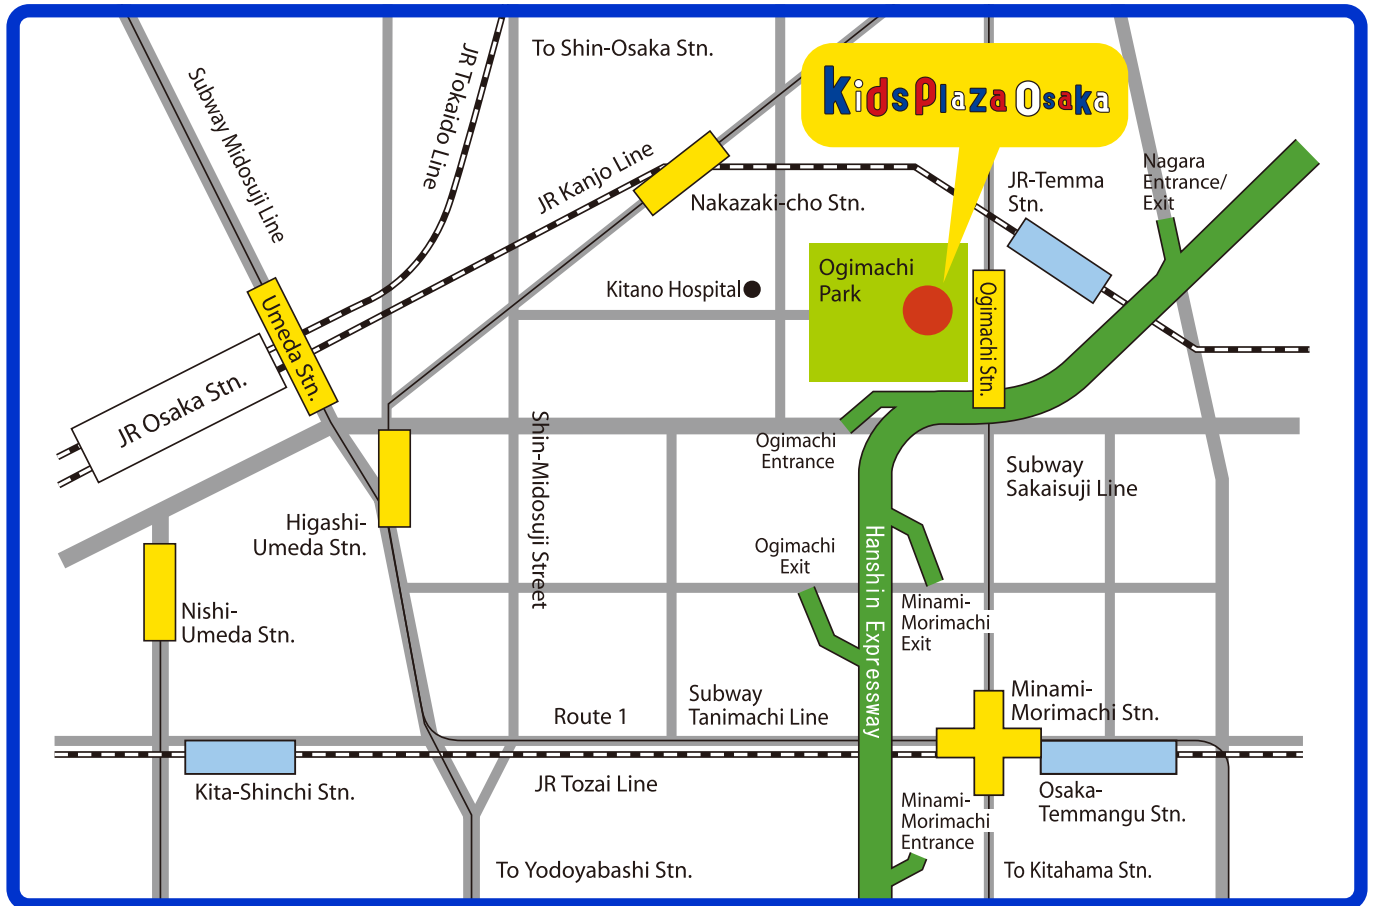 To Shin-Osaka Stn.
Kids Plaza Osaka
Subway Midosuji Line
JR Tokaido Line
JR Kanjo Line
Nakazaki-cho Stn.
JR-Temma
Stn.
Nagara
Entrance/
Exit
Ogimachi
Park
Kitano Hospital
Ogimachi Stn.
Umeda Stn.
JR Osaka Stn.
Shin-Midosuji Street
Ogimachi
Entrance
Subway
Sakaisuji Line
Higashi-
Umeda Stn.
Ogimachi
Exit
Hanshin Expressway
Nishi-
Umeda Stn.
Minami-
Morimachi
Exit
Subway
Tanimachi Line
Route 1
Minami-
Morimachi Stn.
Kita-Shinchi Stn.
JR Tozai Line
Osaka-
Temmangu Stn.
Minami-
Morimachi
Entrance
To Yodoyabashi Stn.
To Kitahama Stn.